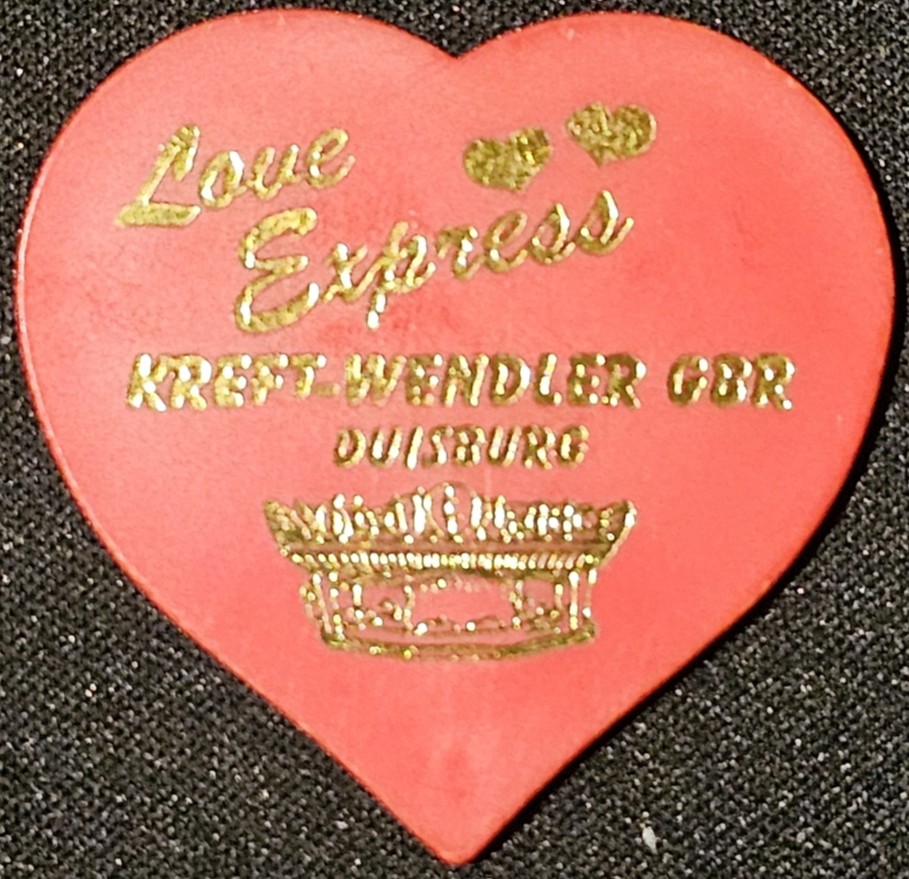 Love
Express
KREFT-WENDLER GBR
DUISBURG